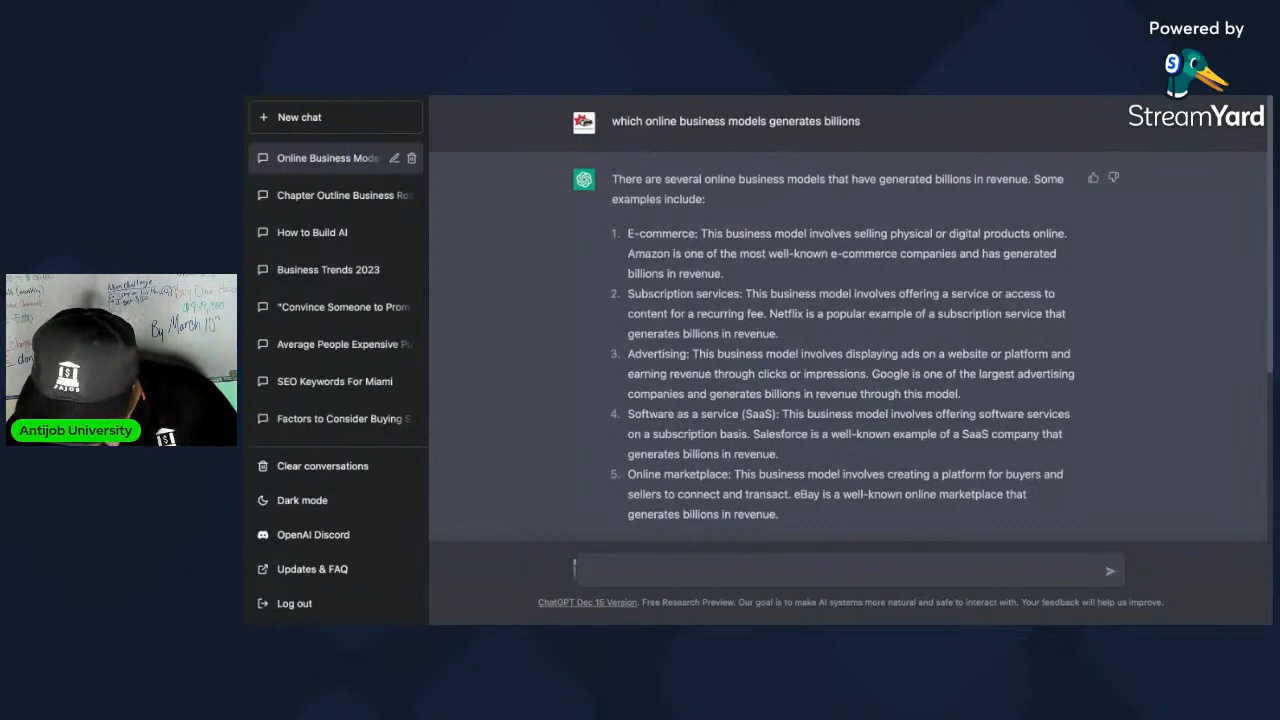 Powered by
StreamYard
New chat
Online Business Mode
Chapter Outline Business Ro
How to Build AI
Business Trends 2023
"Convince Someone to Prom
Average People Expensive Pu
SEO Keywords For Miami
Factors to Consider Buying S
Clear conversations
Dark mode
OpenAI Discord
Updates & FAQ
Log out
which online business models generates billions
There are several online business models that have generated billions in revenue. Some
examples include:
1. E-commerce: This business model involves selling physical or digital products online.
Amazon is one of the most well-known e-commerce companies and has generated
billions in revenue.
2. Subscription services: This business model involves offering a service or access to
content for a recurring fee. Netflix is a popular example of a subscription service that
generates billions in revenue.
3. Advertising: This business model involves displaying ads on a website or platform and
earning revenue through clicks or impressions. Google is one of the largest advertising
companies and generates billions in revenue through this model.
4. Software as a service (SaaS): This business model involves offering software services
on a subscription basis. Salesforce is a well-known example of a SaaS company that
generates billions in revenue.
5. Online marketplace: This business model involves creating a platform for buyers and
sellers to connect and transact. eBay is a well-known online marketplace that
generates billions in revenue.
ChatGPT Dec 15 Version. Free Research Preview. Our goal is to make AI systems more natural and safe to interact with. Your feedback will help us improve.
By March
Antijob University